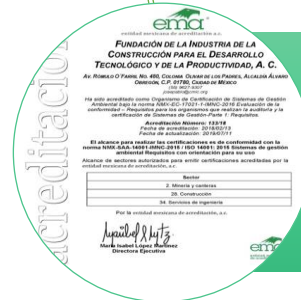 ema
entidad mexicana de acreditación a.c.
FUNDACIÓN DE LA INDUSTRIA DE LA
CONSTRUCCIÓN PARA EL DESARROLLO
TECNOLÓGICO Y DE LA PRODUCTIVIDAD, A. C.
AV. RÓMULO O'FARRIL NO. 480, COLONIA OLIVAR DE LOS PADRES, ALCALDÍA ÁLVARO
OBREGÓN, C.P. 01780, CIUDAD DE MÉXICO
Ha sido acreditado como Organismo de Certificación de Sistemas de Gestión
Ambiental bajo la norma NMX-EC-17021-1-IMNC-2016 Evaluación de la
conformidad – Requisitos para los organismos que realizan la auditoría y la
certificación de Sistemas de Gestión-Parte 1: Requisitos.
Acreditación Número: 133/18
Fecha de acreditación: 2018/02/13
Fecha de actualización: 2018/07/11
El alcance para realizar las certificaciones es de conformidad con la
norma NMX-SAA-14001-IMNC-2015 / ISO 14001: 2015 Sistemas de gestión
ambiental Requisitos con orientación para su uso
Alcance de sectores autorizados para emitir certificaciones acreditadas por la
entidad mexicana de acreditación, a.c.
Sector
2. Minería y canteras
28. Construcción
34. Servicios de ingeniería
Por la entidad mexicana de acreditación, a.c.
María Isabel López Martínez
Directora Ejecutiva
ema
acreditación